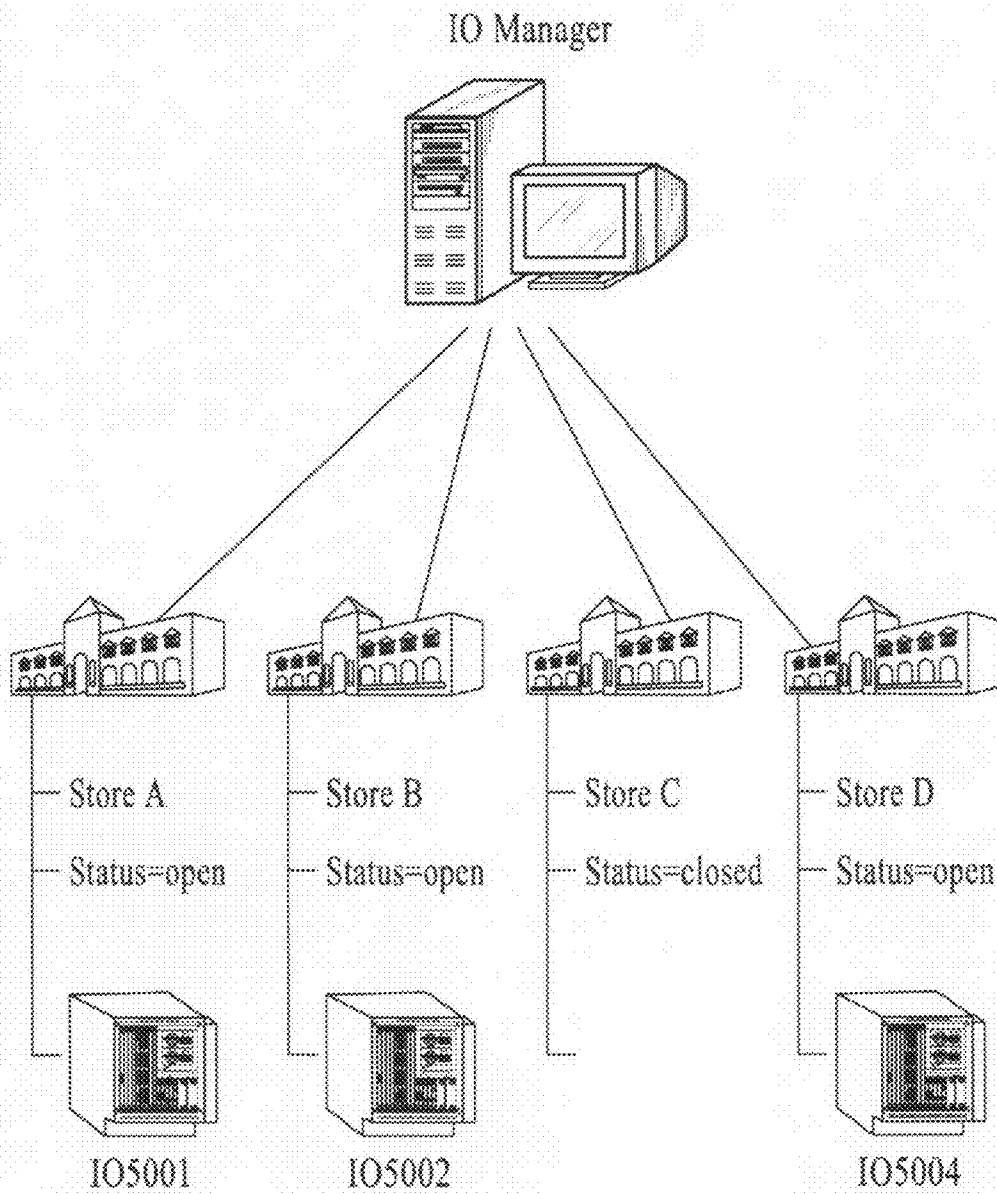 IO Manager
Store A
Store B
Store C
Store D
Status=open
Status=open
Status=closed
Status=open
IO5001
IO5002
IO5004